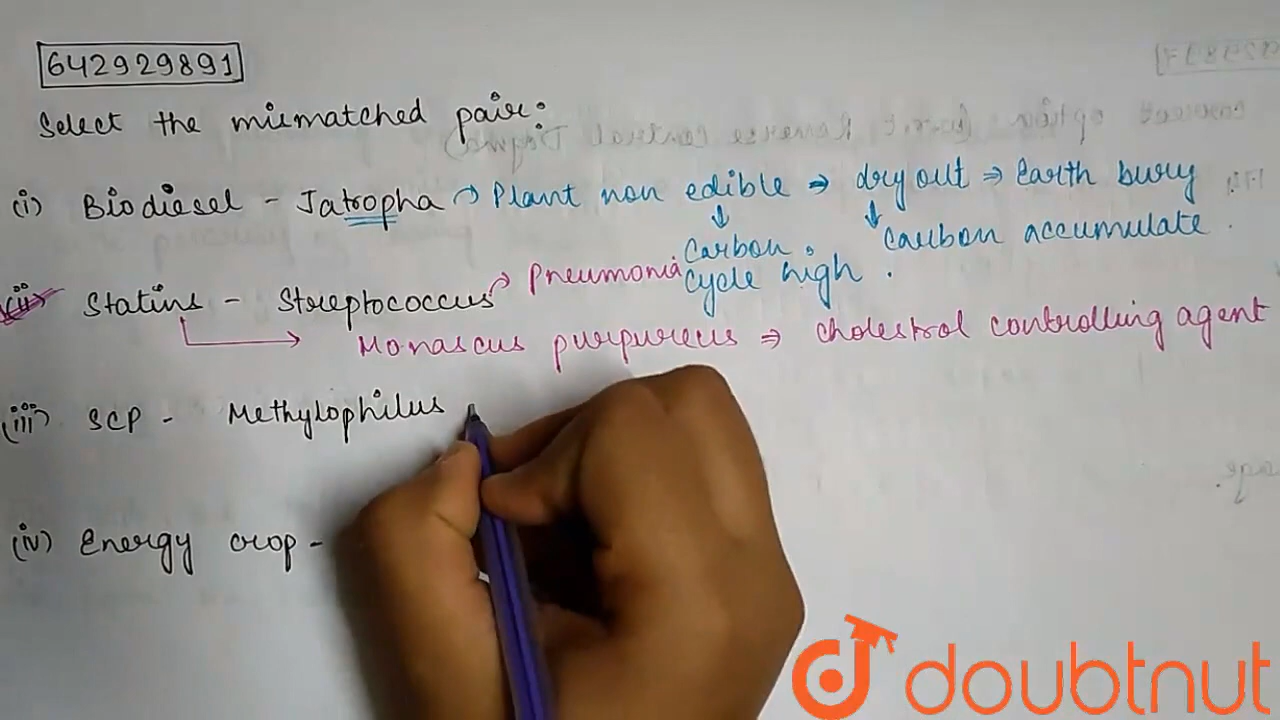 642929891
Select the mismatched pair:
(i) Biodiesel - Jatropha → Plant non edible ⇒ dry out ⇒ Earth bury
↓ Carbon cycle high.
↓ Carbon accumulate.
(ii) Statins - Streptococcus → Pneumonia
Monascus purpureus ⇒ Cholestrol controlling agent
(iii) SCP - Methylophilus
(iv) Energy crop -
doubtnut